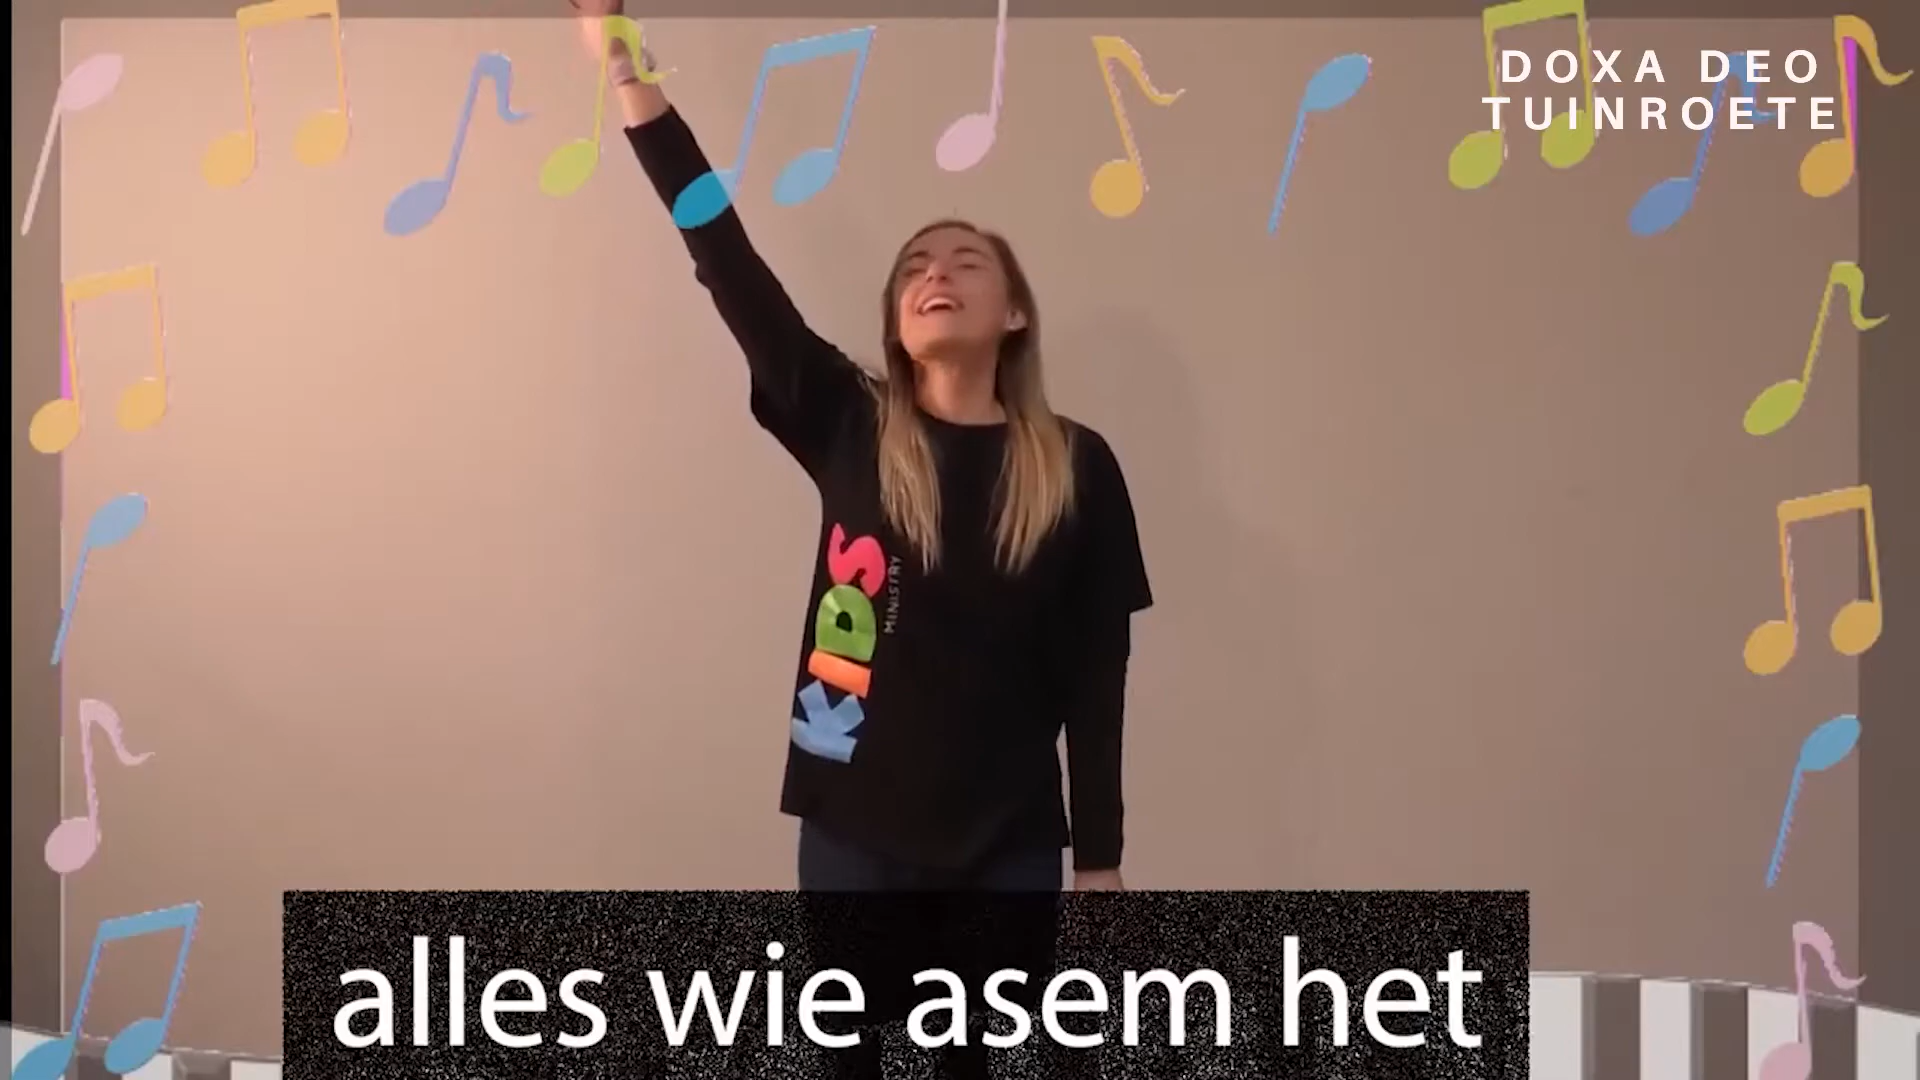 DOXA DEO
TUINROETE
KIDS
MINISTRY
alles wie asem het